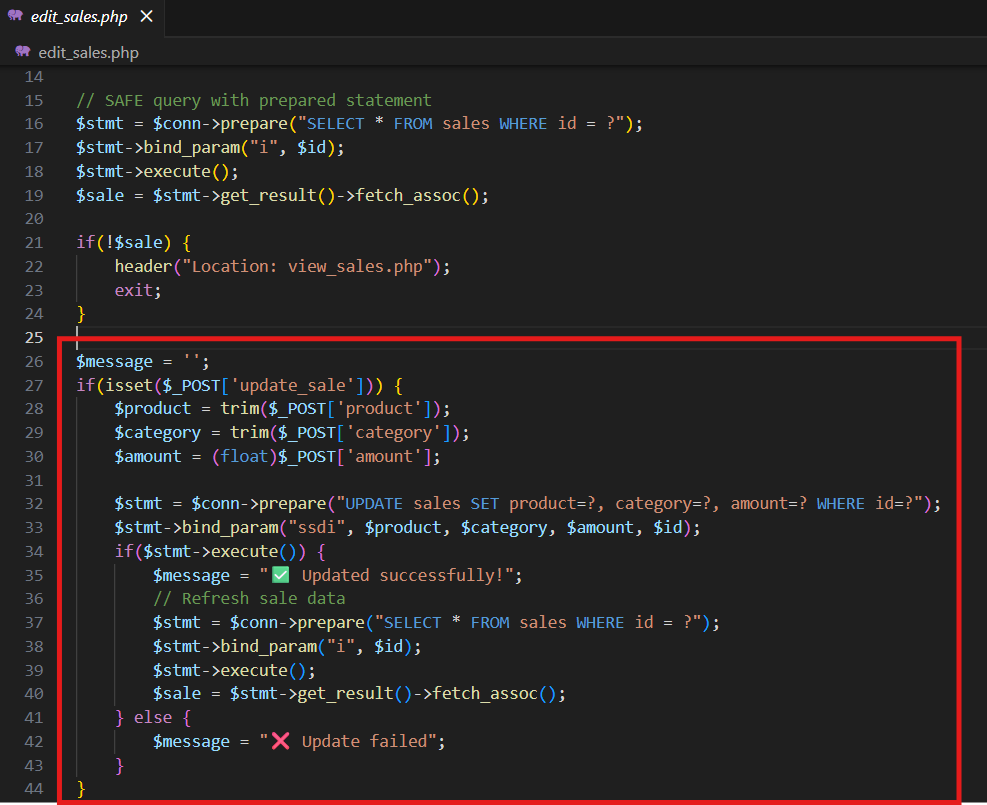 edit_sales.php
edit_sales.php
14
15 // SAFE query with prepared statement
16 $stmt = $conn->prepare("SELECT * FROM sales WHERE id = ?");
17 $stmt->bind_param("i", $id);
18 $stmt->execute();
19 $sale = $stmt->get_result()->fetch_assoc();
20
21 if(!$sale) {
22     header("Location: view_sales.php");
23     exit;
24 }
25
26 $message = '';
27 if(isset($_POST['update_sale'])) {
28     $product = trim($_POST['product']);
29     $category = trim($_POST['category']);
30     $amount = (float)$_POST['amount'];
31
32     $stmt = $conn->prepare("UPDATE sales SET product=?, category=?, amount=? WHERE id=?");
33     $stmt->bind_param("ssdi", $product, $category, $amount, $id);
34     if($stmt->execute()) {
35         $message = "✅ Updated successfully!";
36         // Refresh sale data
37         $stmt = $conn->prepare("SELECT * FROM sales WHERE id = ?");
38         $stmt->bind_param("i", $id);
39         $stmt->execute();
40         $sale = $stmt->get_result()->fetch_assoc();
41     } else {
42         $message = "❌ Update failed";
43     }
44 }